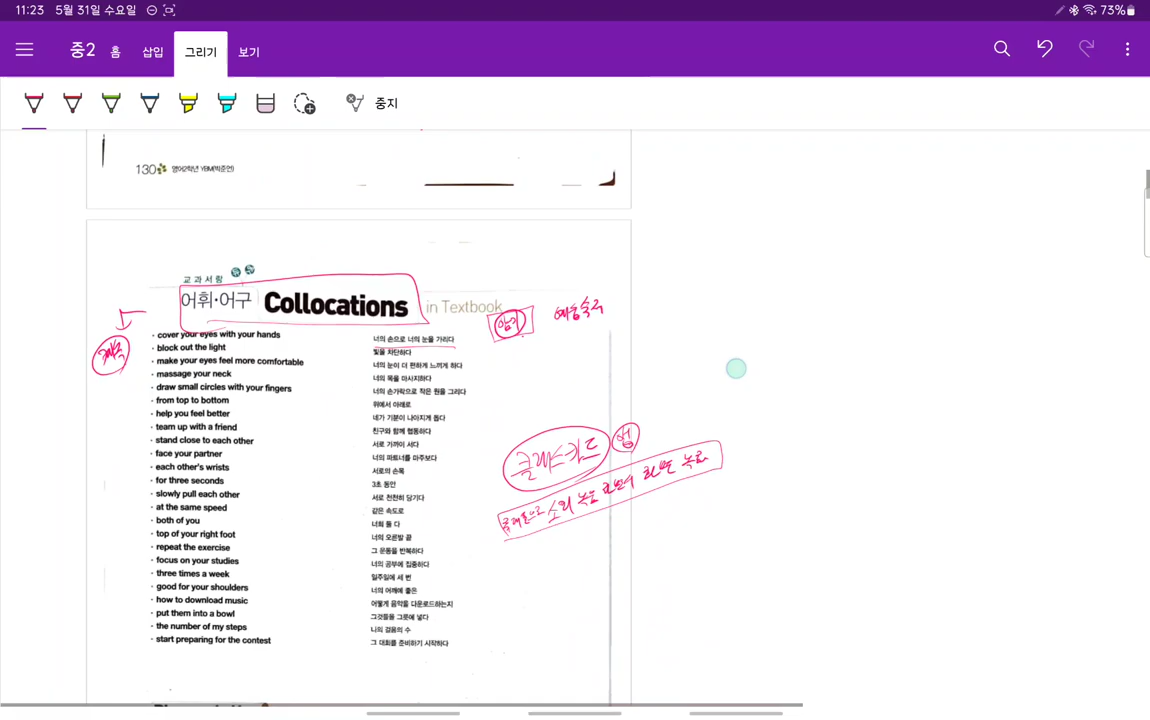 11:23 5월 31일 수요일 73%
중2 홈 삽입 그리기 보기
중지
130 영어2학년 YBM(박준언)
교과서랑
어휘·어구 Collocations in Textbook
암기
· cover your eyes with your hands 너의 손으로 너의 눈을 가리다
· block out the light 빛을 차단하다
· make your eyes feel more comfortable 너의 눈이 더 편하게 느끼게 하다
· massage your neck 너의 목을 마사지하다
· draw small circles with your fingers 너의 손가락으로 작은 원을 그리다
· from top to bottom 위에서 아래로
· help you feel better 네가 기분이 나아지게 돕다
· team up with a friend 친구와 함께 협동하다
· stand close to each other 서로 가까이 서다
· face your partner 너의 파트너를 마주보다
· each other's wrists 서로의 손목
· for three seconds 3초 동안
· slowly pull each other 서로 천천히 당기다
· at the same speed 같은 속도로
· both of you 너희 둘 다
· top of your right foot 너의 오른발 끝
· repeat the exercise 그 운동을 반복하다
· focus on your studies 너의 공부에 집중하다
· three times a week 일주일에 세 번
· good for your shoulders 너의 어깨에 좋은
· how to download music 어떻게 음악을 다운로드하는지
· put them into a bowl 그것들을 그릇에 넣다
· the number of my steps 나의 걸음의 수
· start preparing for the contest 그 대회를 준비하기 시작하다
클래스카드 앱
녹음 화면 녹화